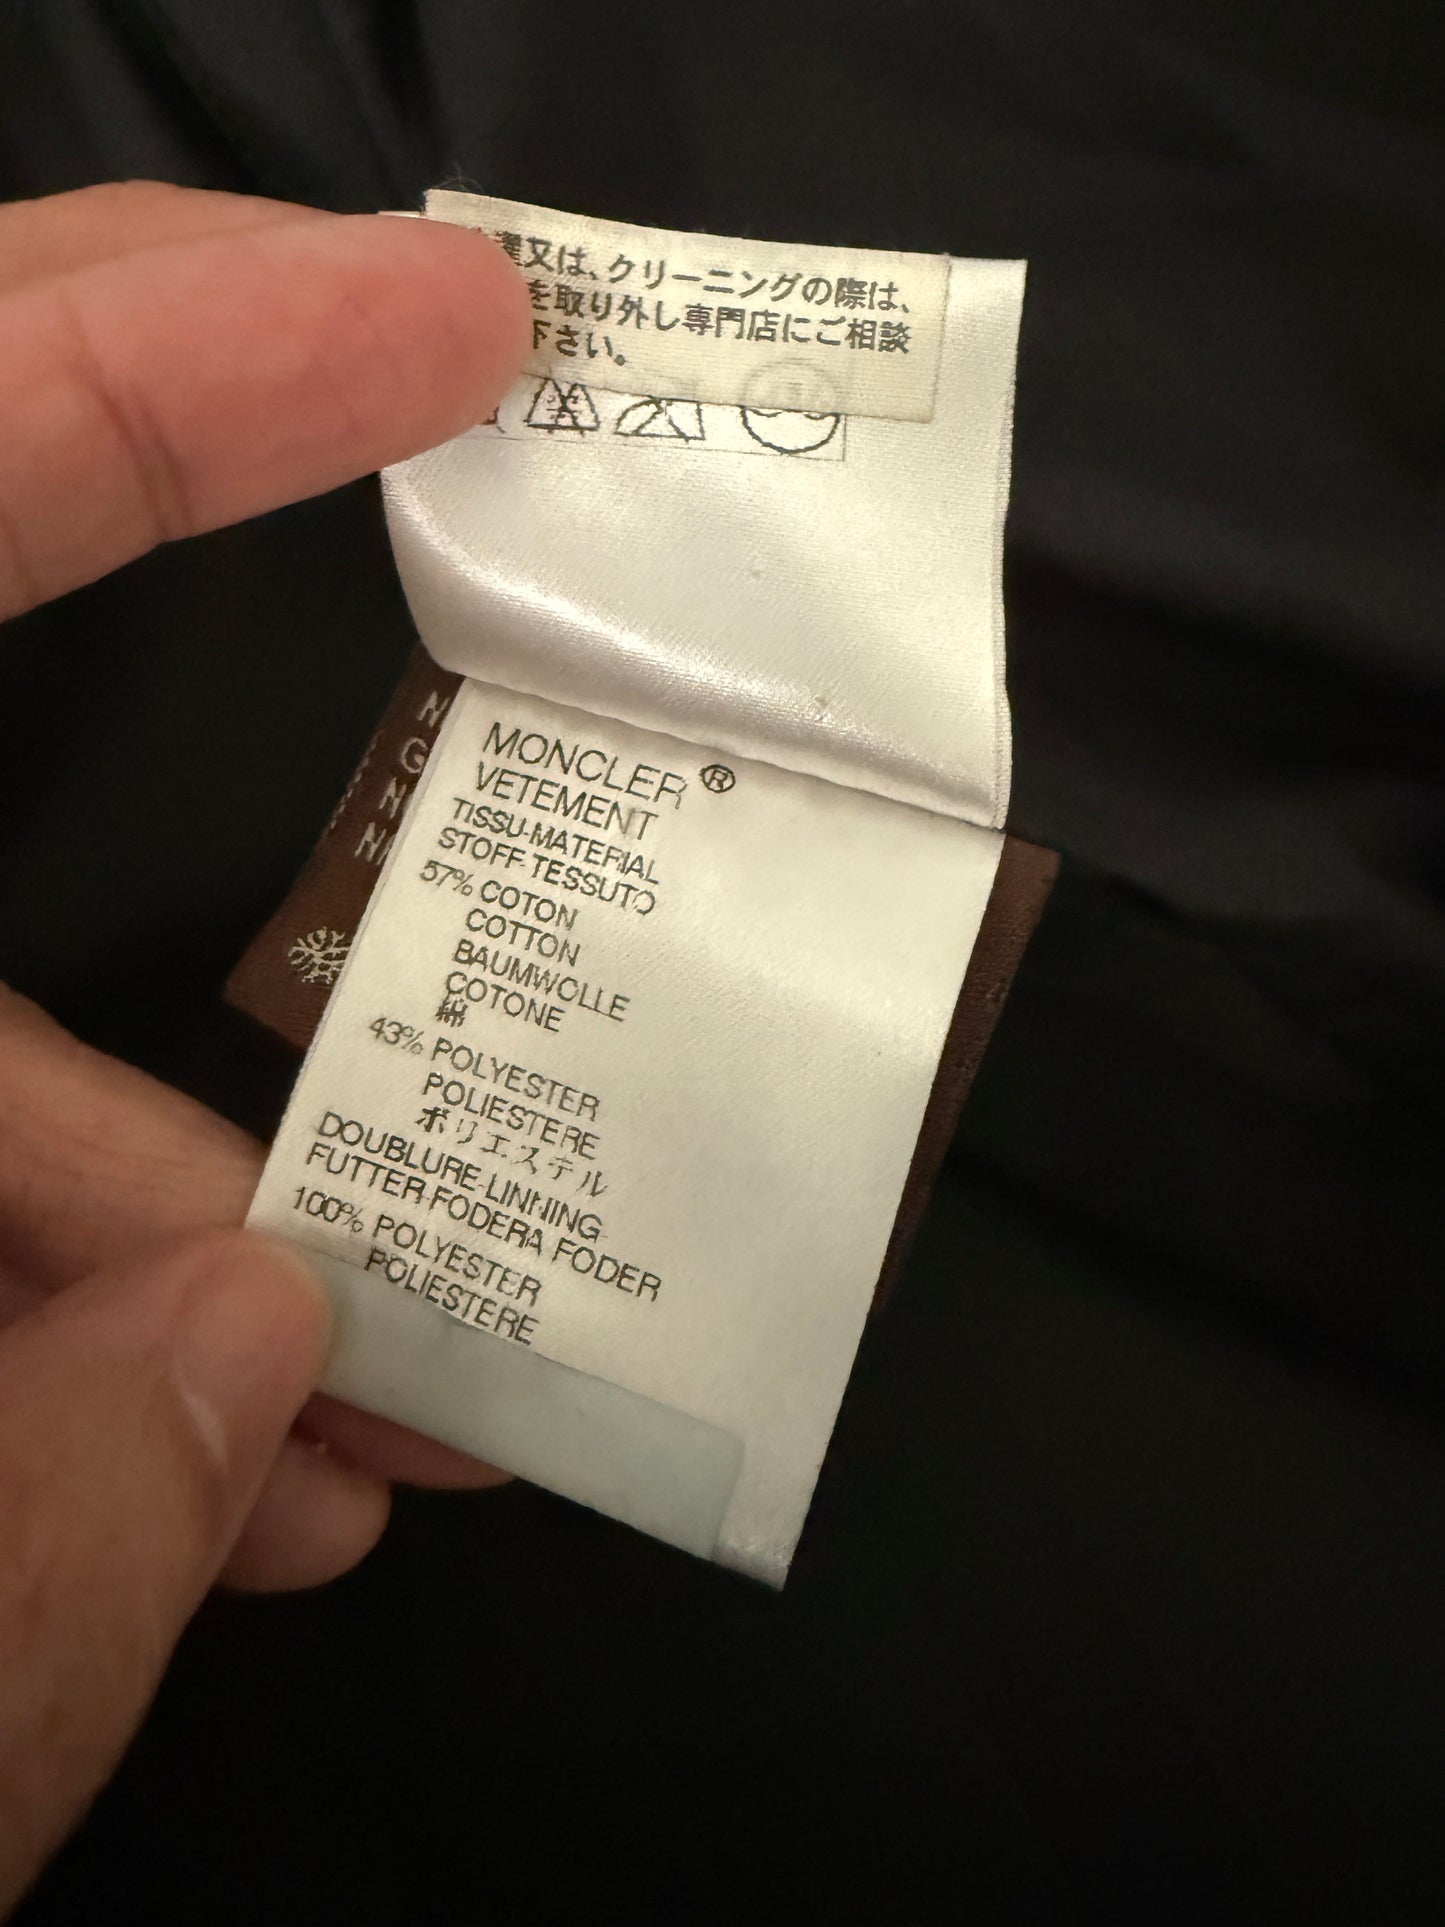 濯又は、クリーニングの際は、
を取り外し専門店にご相談
下さい。
MONCLER®
VETEMENT
TISSU-MATERIAL
STOFF-TESSUTO
57% COTON
COTTON
BAUMWOLLE
COTONE
綿
43% POLYESTER
POLIESTERE
ポリエステル
DOUBLURE-LINNING-
FUTTER-FODERA FODER
100% POLYESTER
POLIESTERE